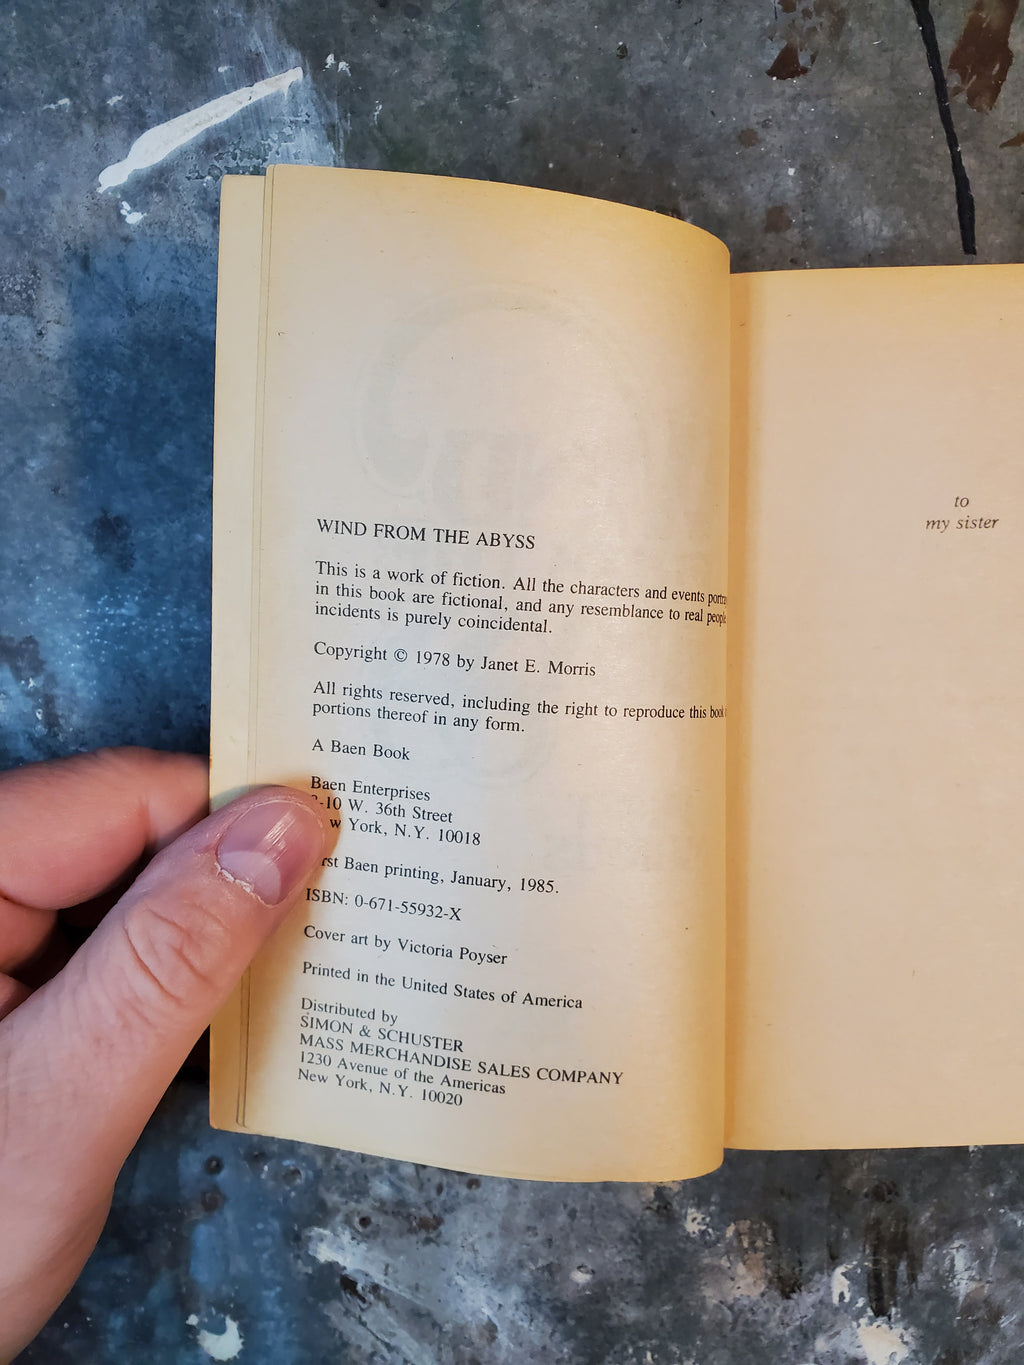 WIND FROM THE ABYSS
This is a work of fiction. All the characters and events
in this book are fictional, and any resemblance to real people
incidents is purely coincidental.
Copyright © 1978 by Janet E. Morris
All rights reserved, including the right to reproduce this book
portions thereof in any form.
A Baen Book
Baen Enterprises
-10 W. 36th Street
w York, N.Y. 10018
rst Baen printing, January, 1985.
ISBN: 0-671-55932-X
Cover art by Victoria Poyser
Printed in the United States of America
Distributed by
SIMON & SCHUSTER
MASS MERCHANDISE SALES COMPANY
1230 Avenue of the Americas
New York, N.Y. 10020
to
my sister